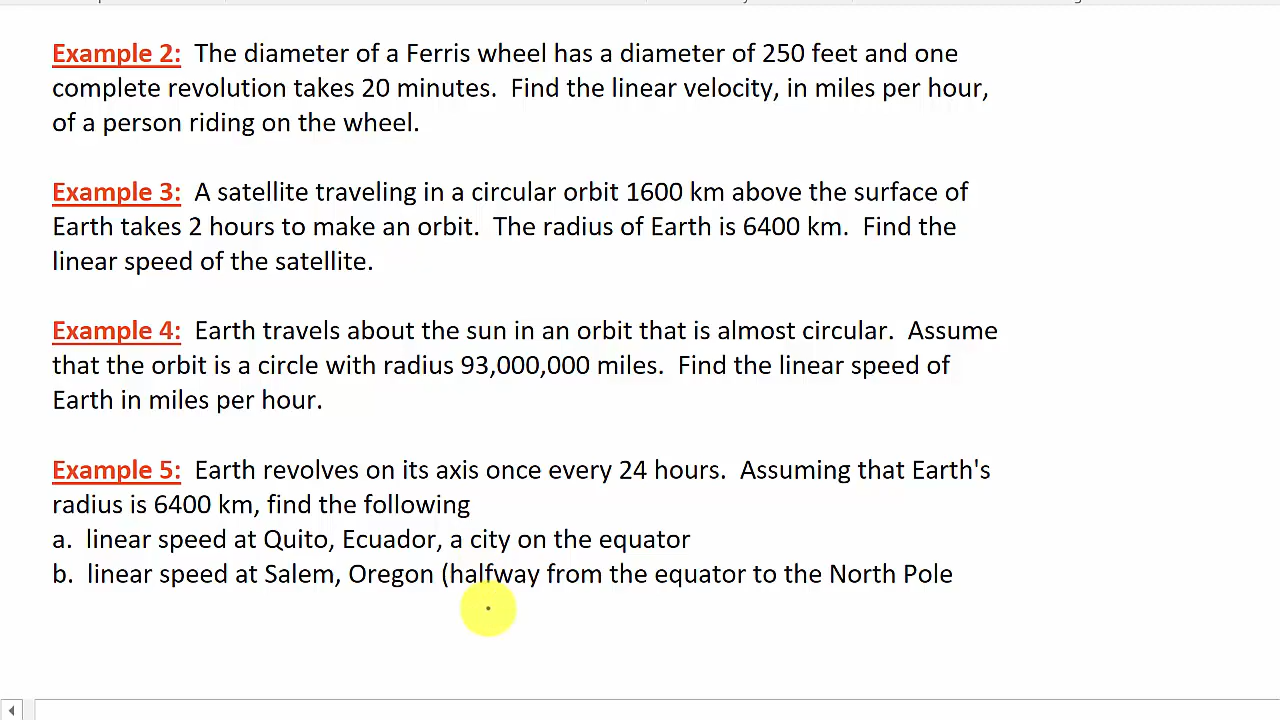 Example 2: The diameter of a Ferris wheel has a diameter of 250 feet and one
complete revolution takes 20 minutes. Find the linear velocity, in miles per hour,
of a person riding on the wheel.
Example 3: A satellite traveling in a circular orbit 1600 km above the surface of
Earth takes 2 hours to make an orbit. The radius of Earth is 6400 km. Find the
linear speed of the satellite.
Example 4: Earth travels about the sun in an orbit that is almost circular. Assume
that the orbit is a circle with radius 93,000,000 miles. Find the linear speed of
Earth in miles per hour.
Example 5: Earth revolves on its axis once every 24 hours. Assuming that Earth's
radius is 6400 km, find the following
a. linear speed at Quito, Ecuador, a city on the equator
b. linear speed at Salem, Oregon (halfway from the equator to the North Pole